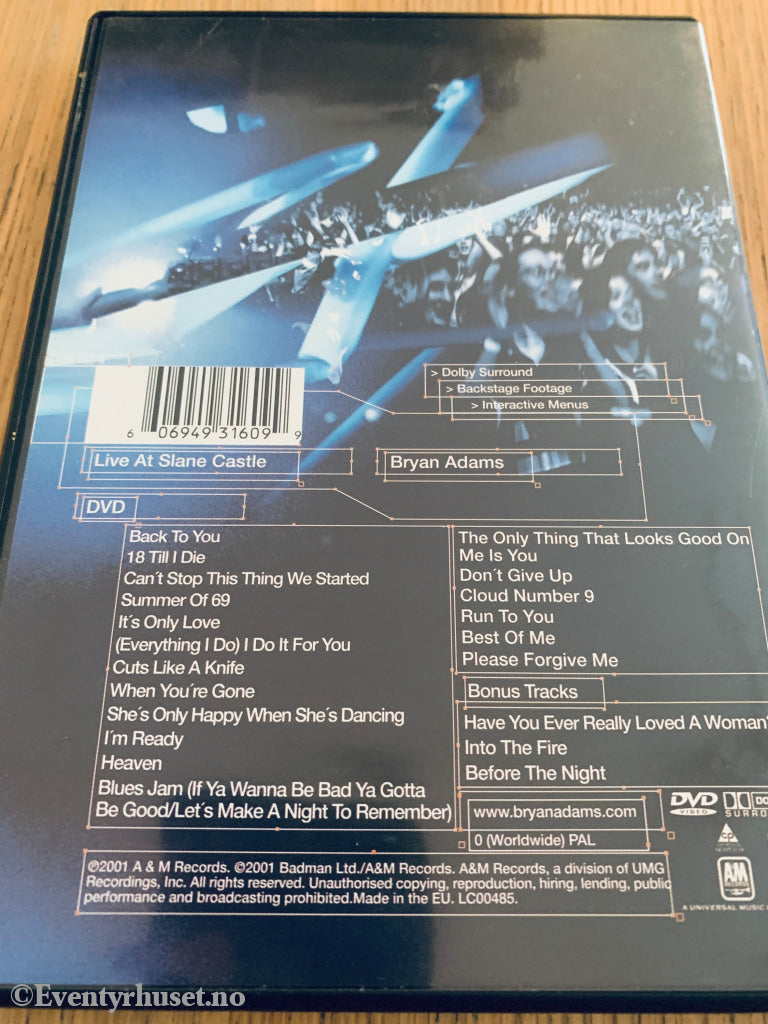 > Dolby Surround
> Backstage Footage
> Interactive Menus
6 06949 31609 9
Live At Slane Castle
Bryan Adams
DVD
Back To You
18 Till I Die
Can´t Stop This Thing We Started
Summer Of 69
It´s Only Love
(Everything I Do) I Do It For You
Cuts Like A Knife
When You´re Gone
She´s Only Happy When She´s Dancing
I´m Ready
Heaven
Blues Jam (If Ya Wanna Be Bad Ya Gotta
Be Good/Let´s Make A Night To Remember)
The Only Thing That Looks Good On
Me Is You
Don´t Give Up
Cloud Number 9
Run To You
Best Of Me
Please Forgive Me
Bonus Tracks
Have You Ever Really Loved A Woman
Into The Fire
Before The Night
www.bryanadams.com
0 (Worldwide) PAL
DVD
VIDEO
DO
SURRO
AM
A UNIVERSAL MUSIC
℗2001 A & M Records. ©2001 Badman Ltd./A&M Records. A&M Records, a division of UMG
Recordings, Inc. All rights reserved. Unauthorised copying, reproduction, hiring, lending, public
performance and broadcasting prohibited.Made in the EU. LC00485.
©Eventyrhuset.no